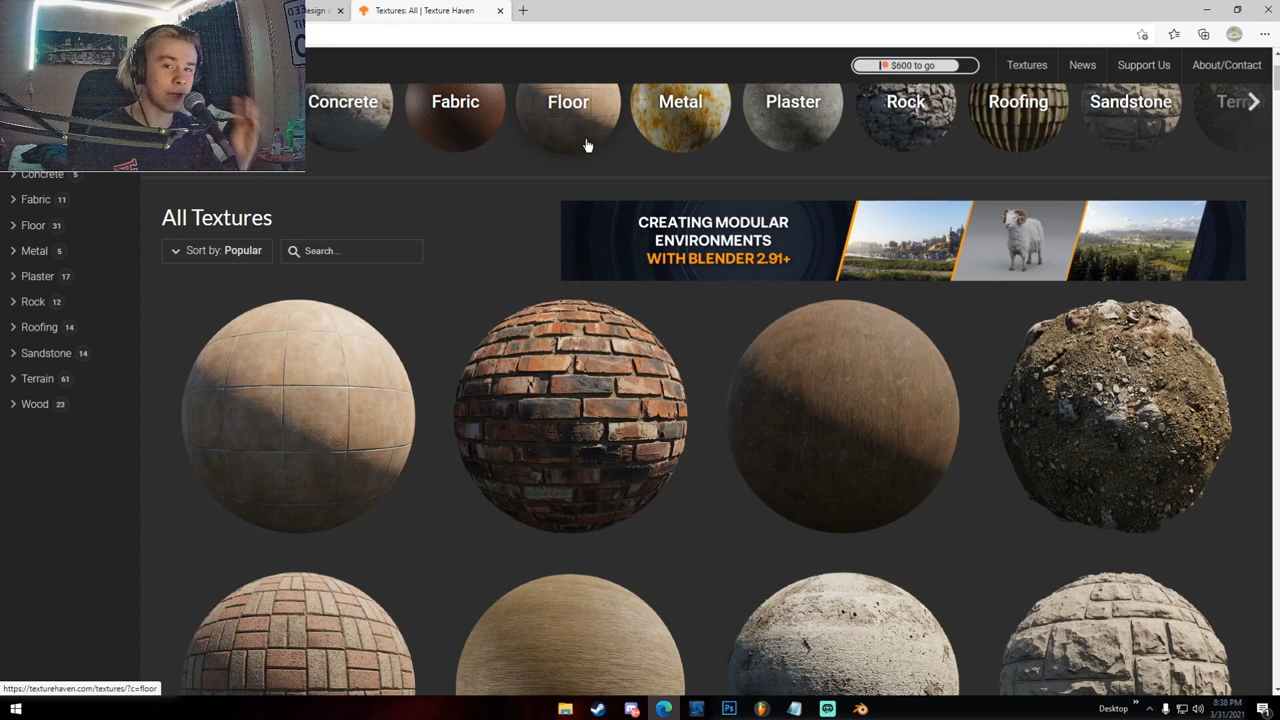 esign a
Textures: All | Texture Haven
$600 to go
Textures
News
Support Us
About/Contact
Concrete
Fabric
Floor
Metal
Plaster
Rock
Roofing
Sandstone
Terr
Concrete 5
Fabric 11
Floor 31
Metal 5
Plaster 17
Rock 12
Roofing 14
Sandstone 14
Terrain 61
Wood 23
All Textures
Sort by: Popular
Search...
CREATING MODULAR
ENVIRONMENTS
WITH BLENDER 2.91+
https://texturehaven.com/textures/?c=floor
Ps
Desktop
8:38 PM
3/31/2021